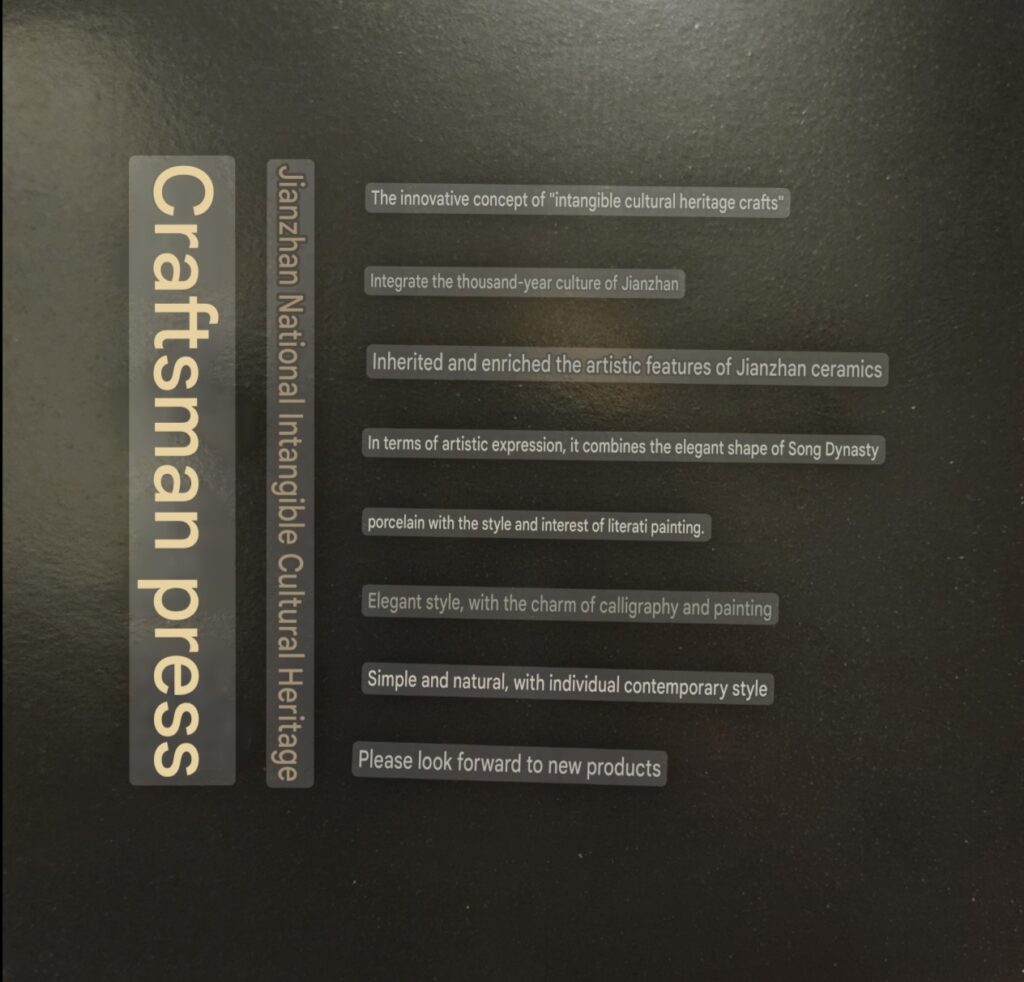 Craftsman press
Jianzhan National Intangible Cultural Heritage
The innovative concept of "intangible cultural heritage crafts"
Integrate the thousand-year culture of Jianzhan
Inherited and enriched the artistic features of Jianzhan ceramics
In terms of artistic expression, it combines the elegant shape of Song Dynasty
porcelain with the style and interest of literati painting.
Elegant style, with the charm of calligraphy and painting
Simple and natural, with individual contemporary style
Please look forward to new products